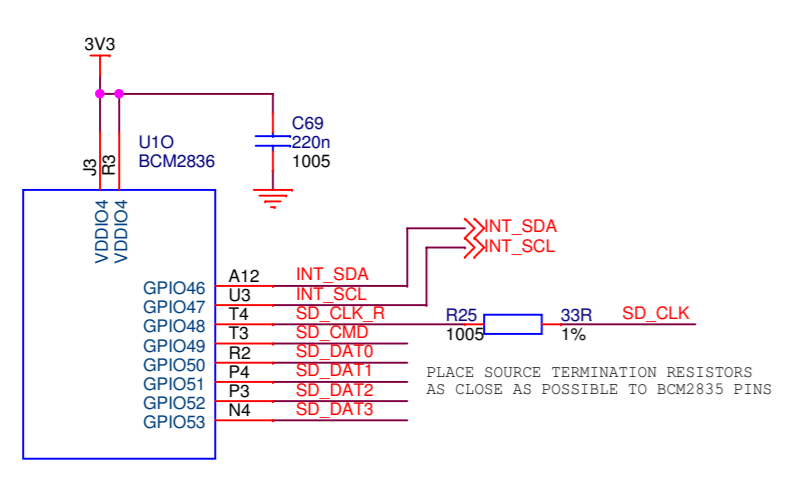 3V3
C69
220n
1005
U1O
BCM2836
J3
R3
VDDIO4
VDDIO4
INT_SDA
INT_SCL
GPIO46 A12 INT_SDA
GPIO47 U3 INT_SCL
GPIO48 T4 SD_CLK_R R25 33R SD_CLK
1005 1%
GPIO49 T3 SD_CMD
GPIO50 R2 SD_DAT0
GPIO51 P4 SD_DAT1
GPIO52 P3 SD_DAT2
GPIO53 N4 SD_DAT3
PLACE SOURCE TERMINATION RESISTORS
AS CLOSE AS POSSIBLE TO BCM2835 PINS